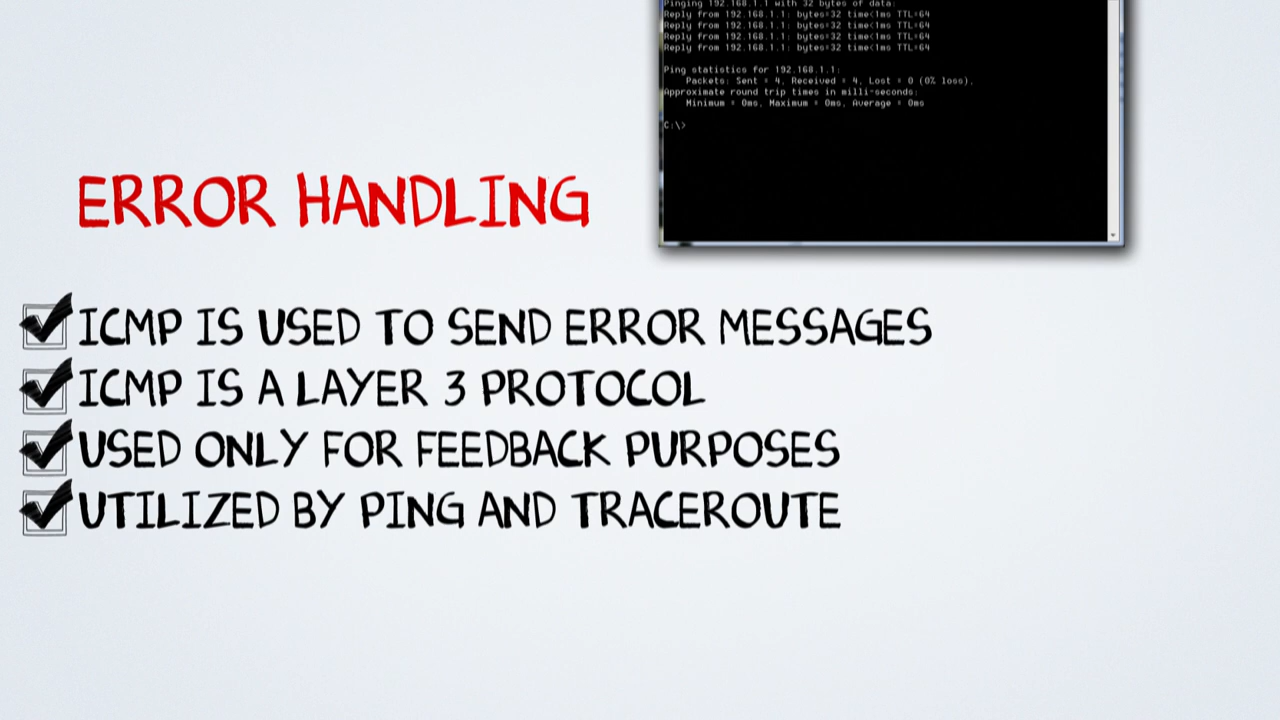 Pinging 192.168.1.1 with 32 bytes of data:
Reply from 192.168.1.1: bytes=32 time<1ms TTL=64
Reply from 192.168.1.1: bytes=32 time<1ms TTL=64
Reply from 192.168.1.1: bytes=32 time<1ms TTL=64
Reply from 192.168.1.1: bytes=32 time<1ms TTL=64
Ping statistics for 192.168.1.1:
Packets: Sent = 4, Received = 4, Lost = 0 (0% loss),
Approximate round trip times in milli-seconds:
Minimum = 0ms, Maximum = 0ms, Average = 0ms
C:\>
ERROR HANDLING
ICMP IS USED TO SEND ERROR MESSAGES
ICMP IS A LAYER 3 PROTOCOL
USED ONLY FOR FEEDBACK PURPOSES
UTILIZED BY PING AND TRACEROUTE